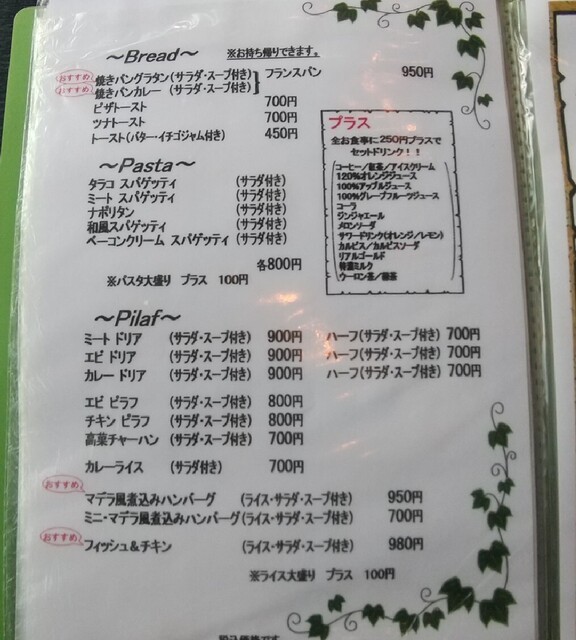 ～Bread～ ※お持ち帰りできます。
おすすめ 焼きパングラタン(サラダ・スープ付き) フランスパン 950円
おすすめ 焼きパンカレー (サラダ・スープ付き)
ピザトースト 700円
ツナトースト 700円
トースト(バター・イチゴジャム付き) 450円
～Pasta～
タラコ スパゲッティ (サラダ付き)
ミート スパゲッティ (サラダ付き)
ナポリタン (サラダ付き)
和風スパゲッティ (サラダ付き)
ベーコンクリーム スパゲッティ (サラダ付き)
各800円
※パスタ大盛り プラス 100円
プラス
全お食事に250円プラスで
セットドリンク！！
コーヒー／紅茶／アイスクリーム
120%オレンジジュース
100%アップルジュース
100%グレープフルーツジュース
コーラ
ジンジャエール
メロンソーダ
サワードリンク(オレンジ／レモン)
カルピス／カルピスソーダ
リアルゴールド
特濃ミルク
ウーロン茶／緑茶
～Pilaf～
ミート ドリア (サラダ・スープ付き) 900円 ハーフ(サラダ・スープ付き) 700円
エビ ドリア (サラダ・スープ付き) 900円 ハーフ(サラダ・スープ付き) 700円
カレー ドリア (サラダ・スープ付き) 900円 ハーフ(サラダ・スープ付き) 700円
エビ ピラフ (サラダ・スープ付き) 800円
チキン ピラフ (サラダ・スープ付き) 800円
高菜チャーハン (サラダ・スープ付き) 700円
カレーライス (サラダ付き) 700円
おすすめ
マデラ風煮込みハンバーグ (ライス・サラダ・スープ付き) 950円
ミニ・マデラ風煮込みハンバーグ(ライス・サラダ・スープ付き) 700円
おすすめ
フィッシュ＆チキン (ライス・サラダ・スープ付き) 980円
※ライス大盛り プラス 100円